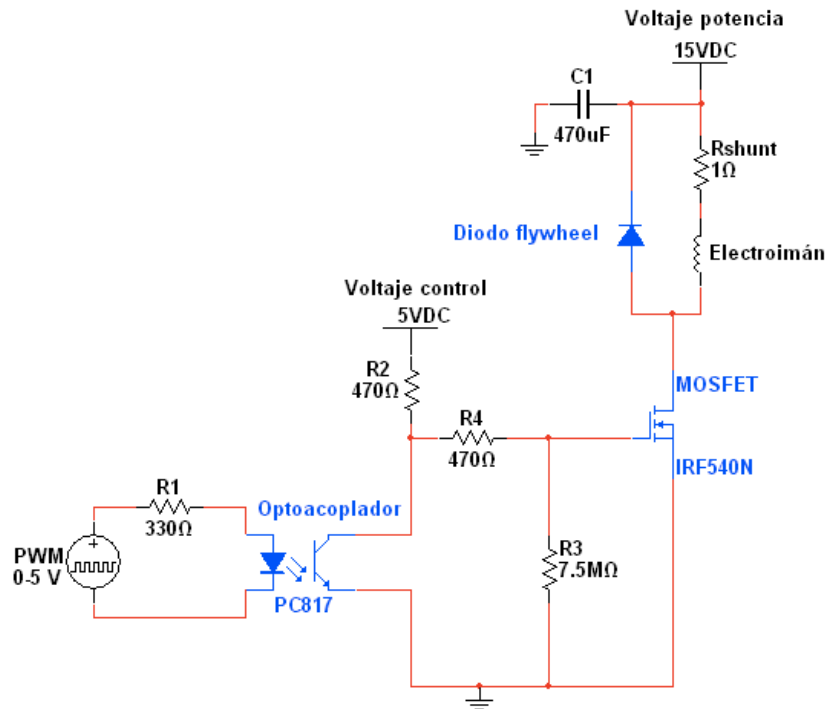 Voltaje potencia
15VDC
C1
470uF
Rshunt
1Ω
Diodo flywheel
Electroimán
Voltaje control
5VDC
R2
470Ω
MOSFET
R4
470Ω
IRF540N
R1
330Ω
Optoacoplador
PWM
0-5 V
+
PC817
R3
7.5MΩ